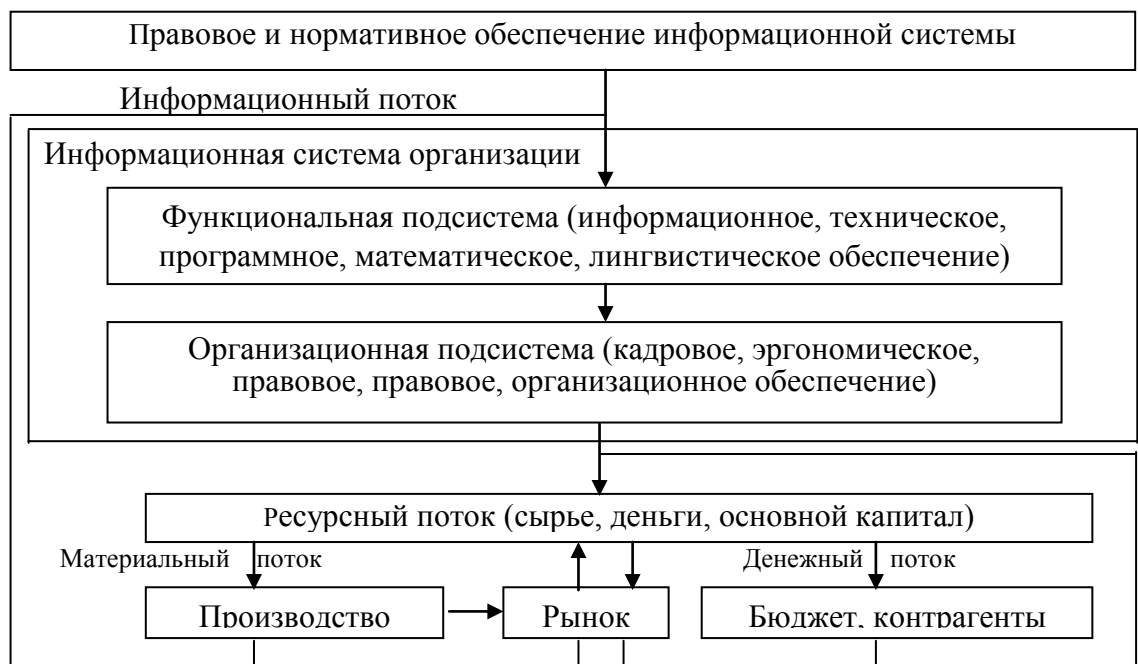 Правовое и нормативное обеспечение информационной системы
Информационный поток
Информационная система организации
Функциональная подсистема (информационное, техническое,
программное, математическое, лингвистическое обеспечение)
Организационная подсистема (кадровое, эргономическое,
правовое, правовое, организационное обеспечение)
Ресурсный поток (сырье, деньги, основной капитал)
Материальный поток
Денежный поток
Производство
Рынок
Бюджет, контрагенты